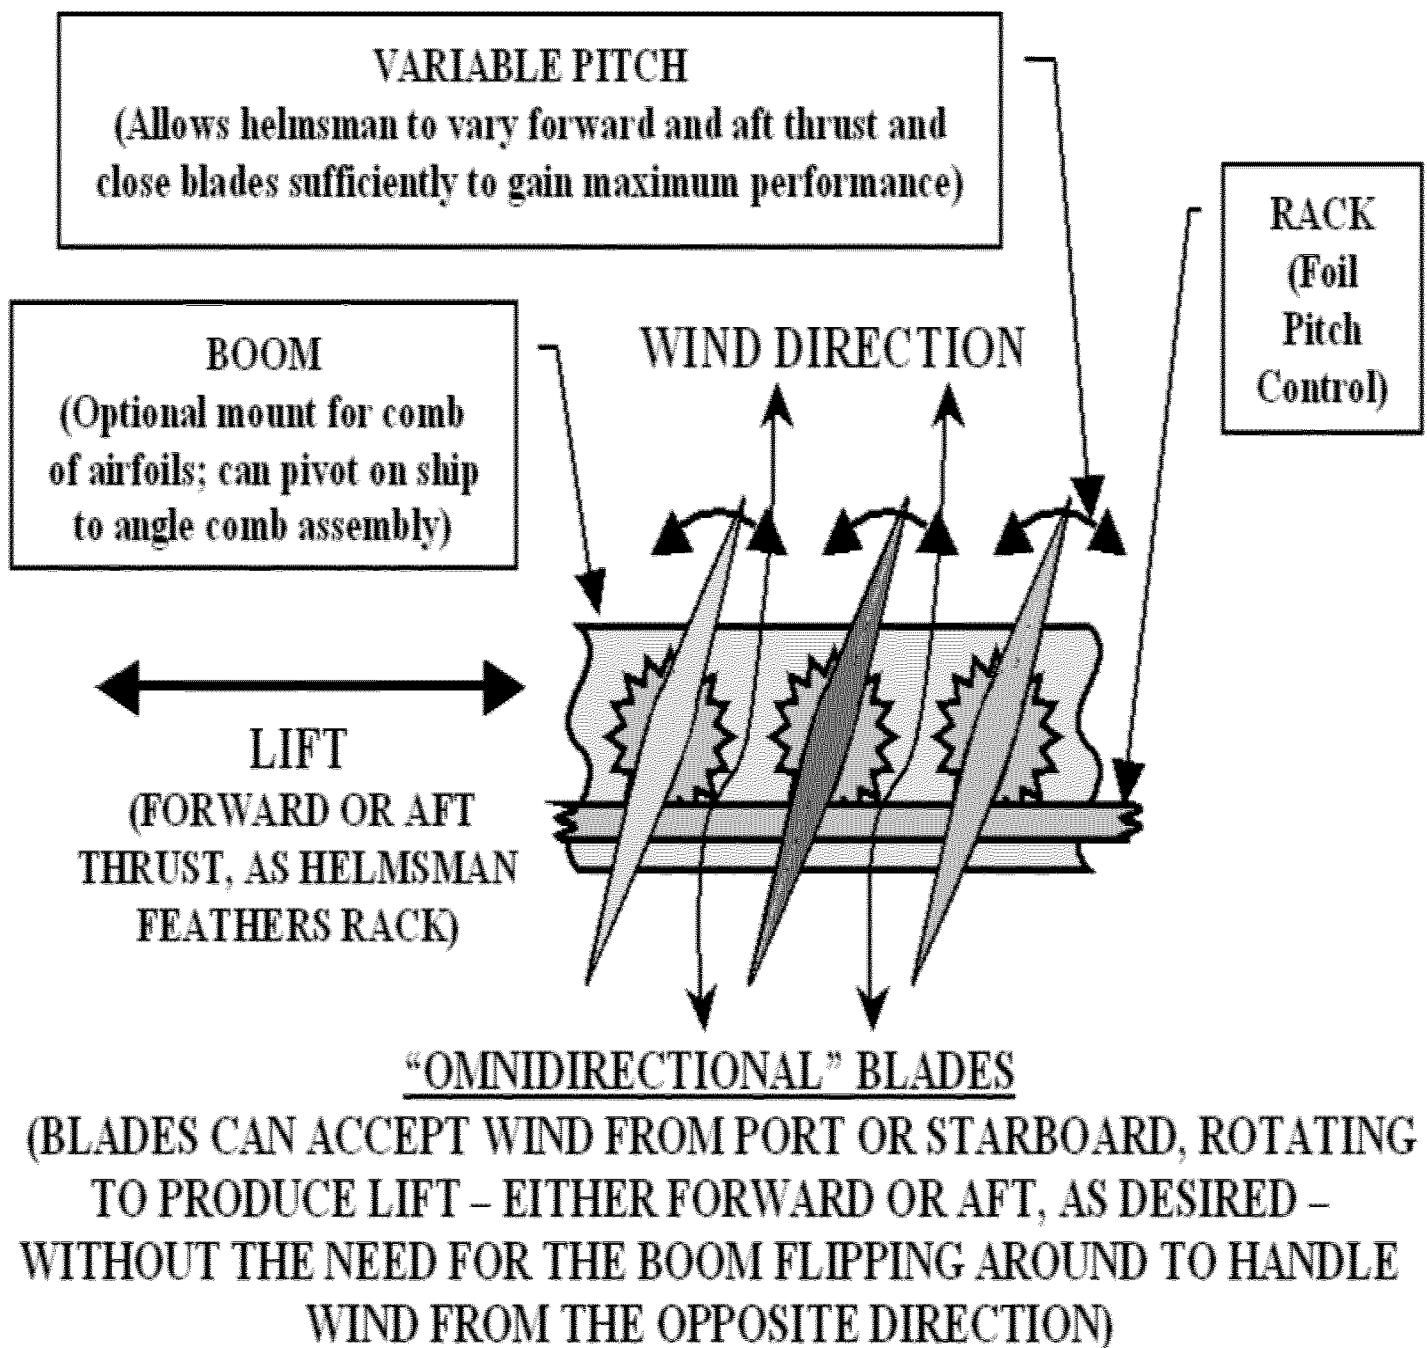 VARIABLE PITCH
(Allows helmsman to vary forward and aft thrust and
close blades sufficiently to gain maximum performance)
RACK
(Foil
Pitch
Control)
BOOM
(Optional mount for comb
of airfoils; can pivot on ship
to angle comb assembly)
WIND DIRECTION
LIFT
(FORWARD OR AFT
THRUST, AS HELMSMAN
FEATHERS RACK)
“OMNIDIRECTIONAL” BLADES
(BLADES CAN ACCEPT WIND FROM PORT OR STARBOARD, ROTATING
TO PRODUCE LIFT – EITHER FORWARD OR AFT, AS DESIRED –
WITHOUT THE NEED FOR THE BOOM FLIPPING AROUND TO HANDLE
WIND FROM THE OPPOSITE DIRECTION)